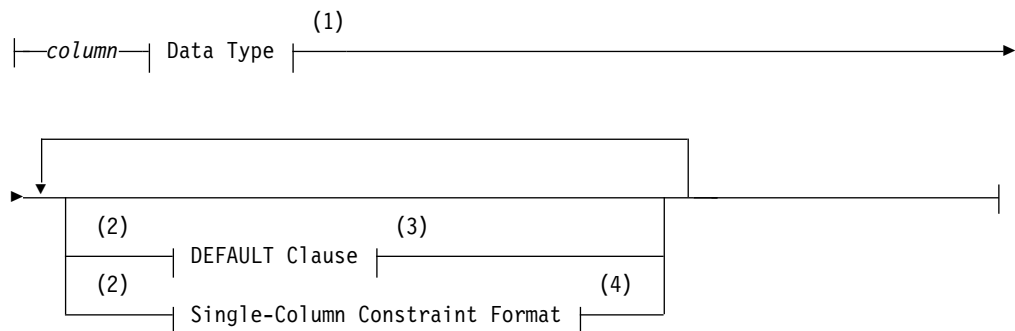 (1)
column Data Type
(2) (3)
DEFAULT Clause
(2) (4)
Single-Column Constraint Format